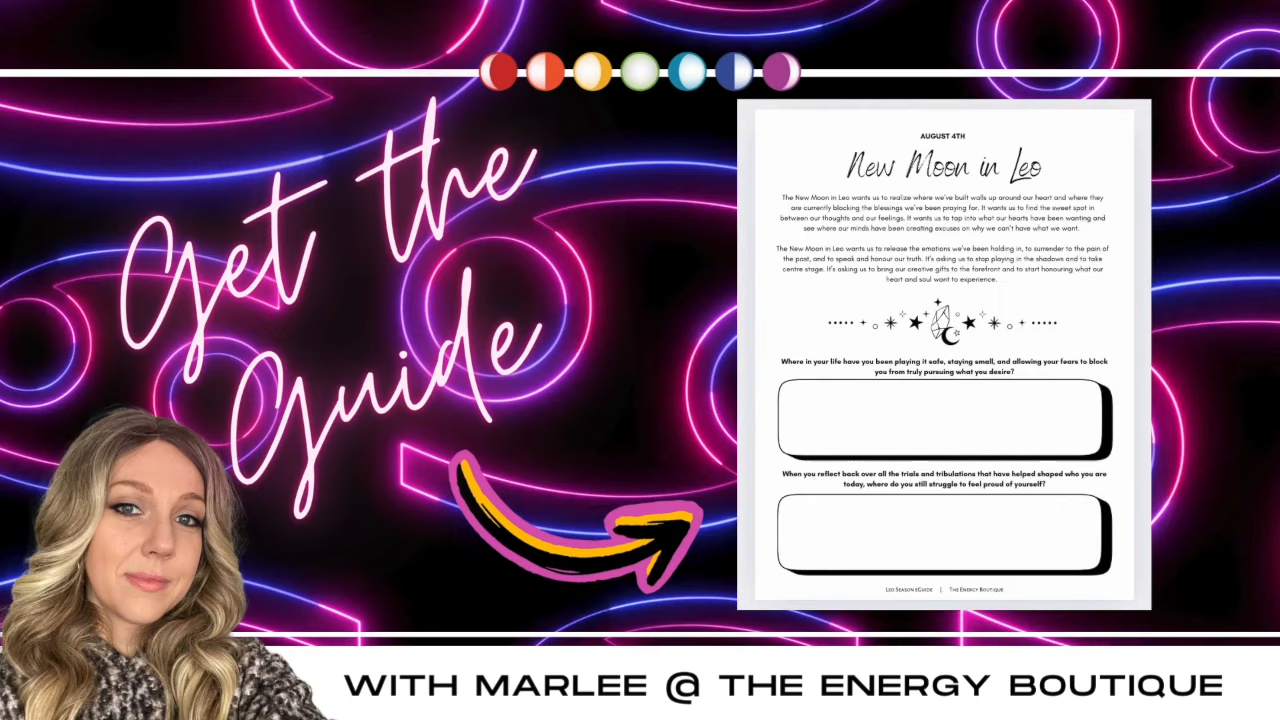 Get the
Guide
AUGUST 4TH
New Moon in Leo
The New Moon in Leo wants us to realize where we've built walls up around our heart and where they
are currently blocking the blessings we've been praying for. It wants us to find the sweet spot in
between our thoughts and our feelings. It wants us to tap into what our hearts have been wanting and
see where our minds have been creating excuses on why we can't have what we want.
The New Moon in Leo wants us to release the emotions we've been holding in, to surrender to the pain of
the past, and to speak and honour our truth. It's asking us to stop playing in the shadows and to take
centre stage. It's asking us to bring our creative gifts to the forefront and to start honouring what our
heart and soul want to experience.
Where in your life have you been playing it safe, staying small, and allowing your fears to block
you from truly pursuing what you desire?
When you reflect back over all the trials and tribulations that have helped shaped who you are
today, where do you still struggle to feel proud of yourself?
Leo Season eGuide | The Energy Boutique
WITH MARLEE @ THE ENERGY BOUTIQUE